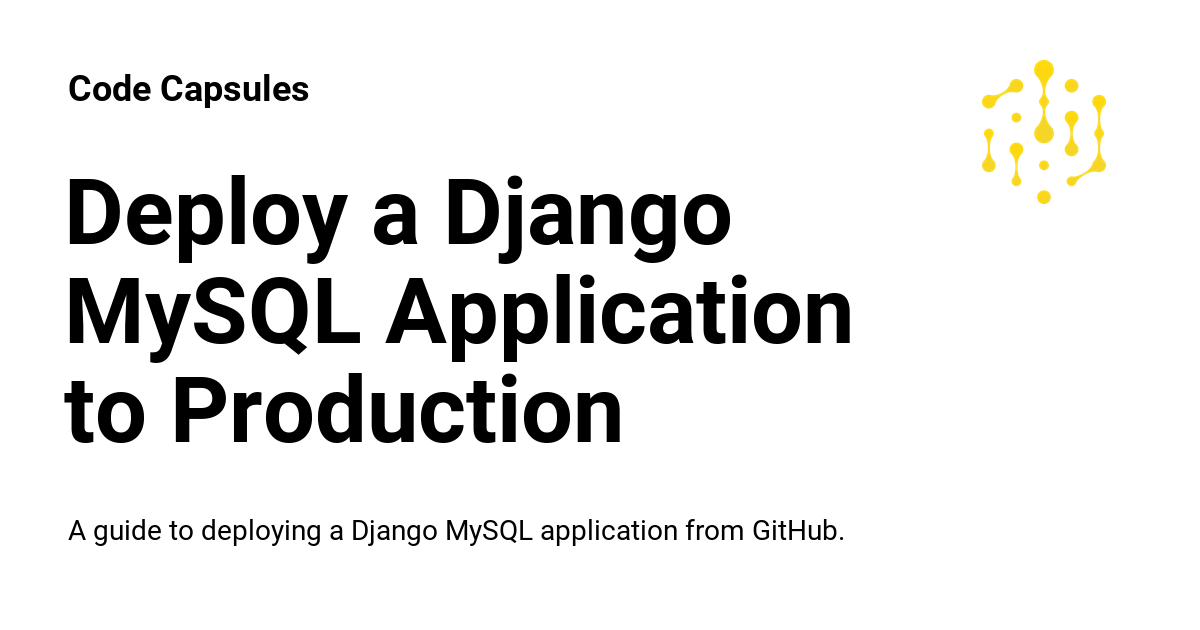 Code Capsules
Deploy a Django
MySQL Application
to Production
A guide to deploying a Django MySQL application from GitHub.